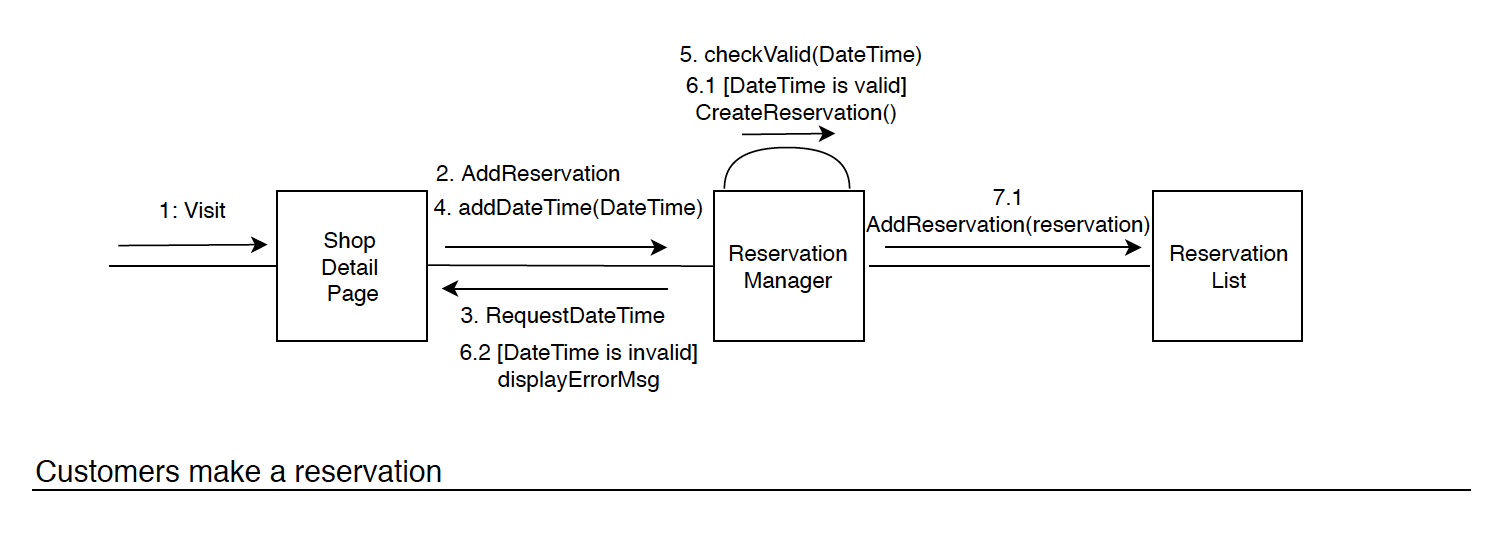 5. checkValid(DateTime)
6.1 [DateTime is valid]
CreateReservation()
1: Visit
2. AddReservation
4. addDateTime(DateTime)
7.1
AddReservation(reservation)
Shop
Detail
Page
Reservation
Manager
Reservation
List
3. RequestDateTime
6.2 [DateTime is invalid]
displayErrorMsg
Customers make a reservation